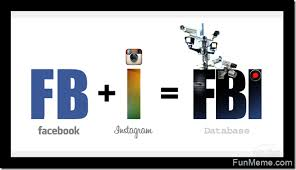 FB + i = FBI
facebook Instagram Database
FunMeme.com